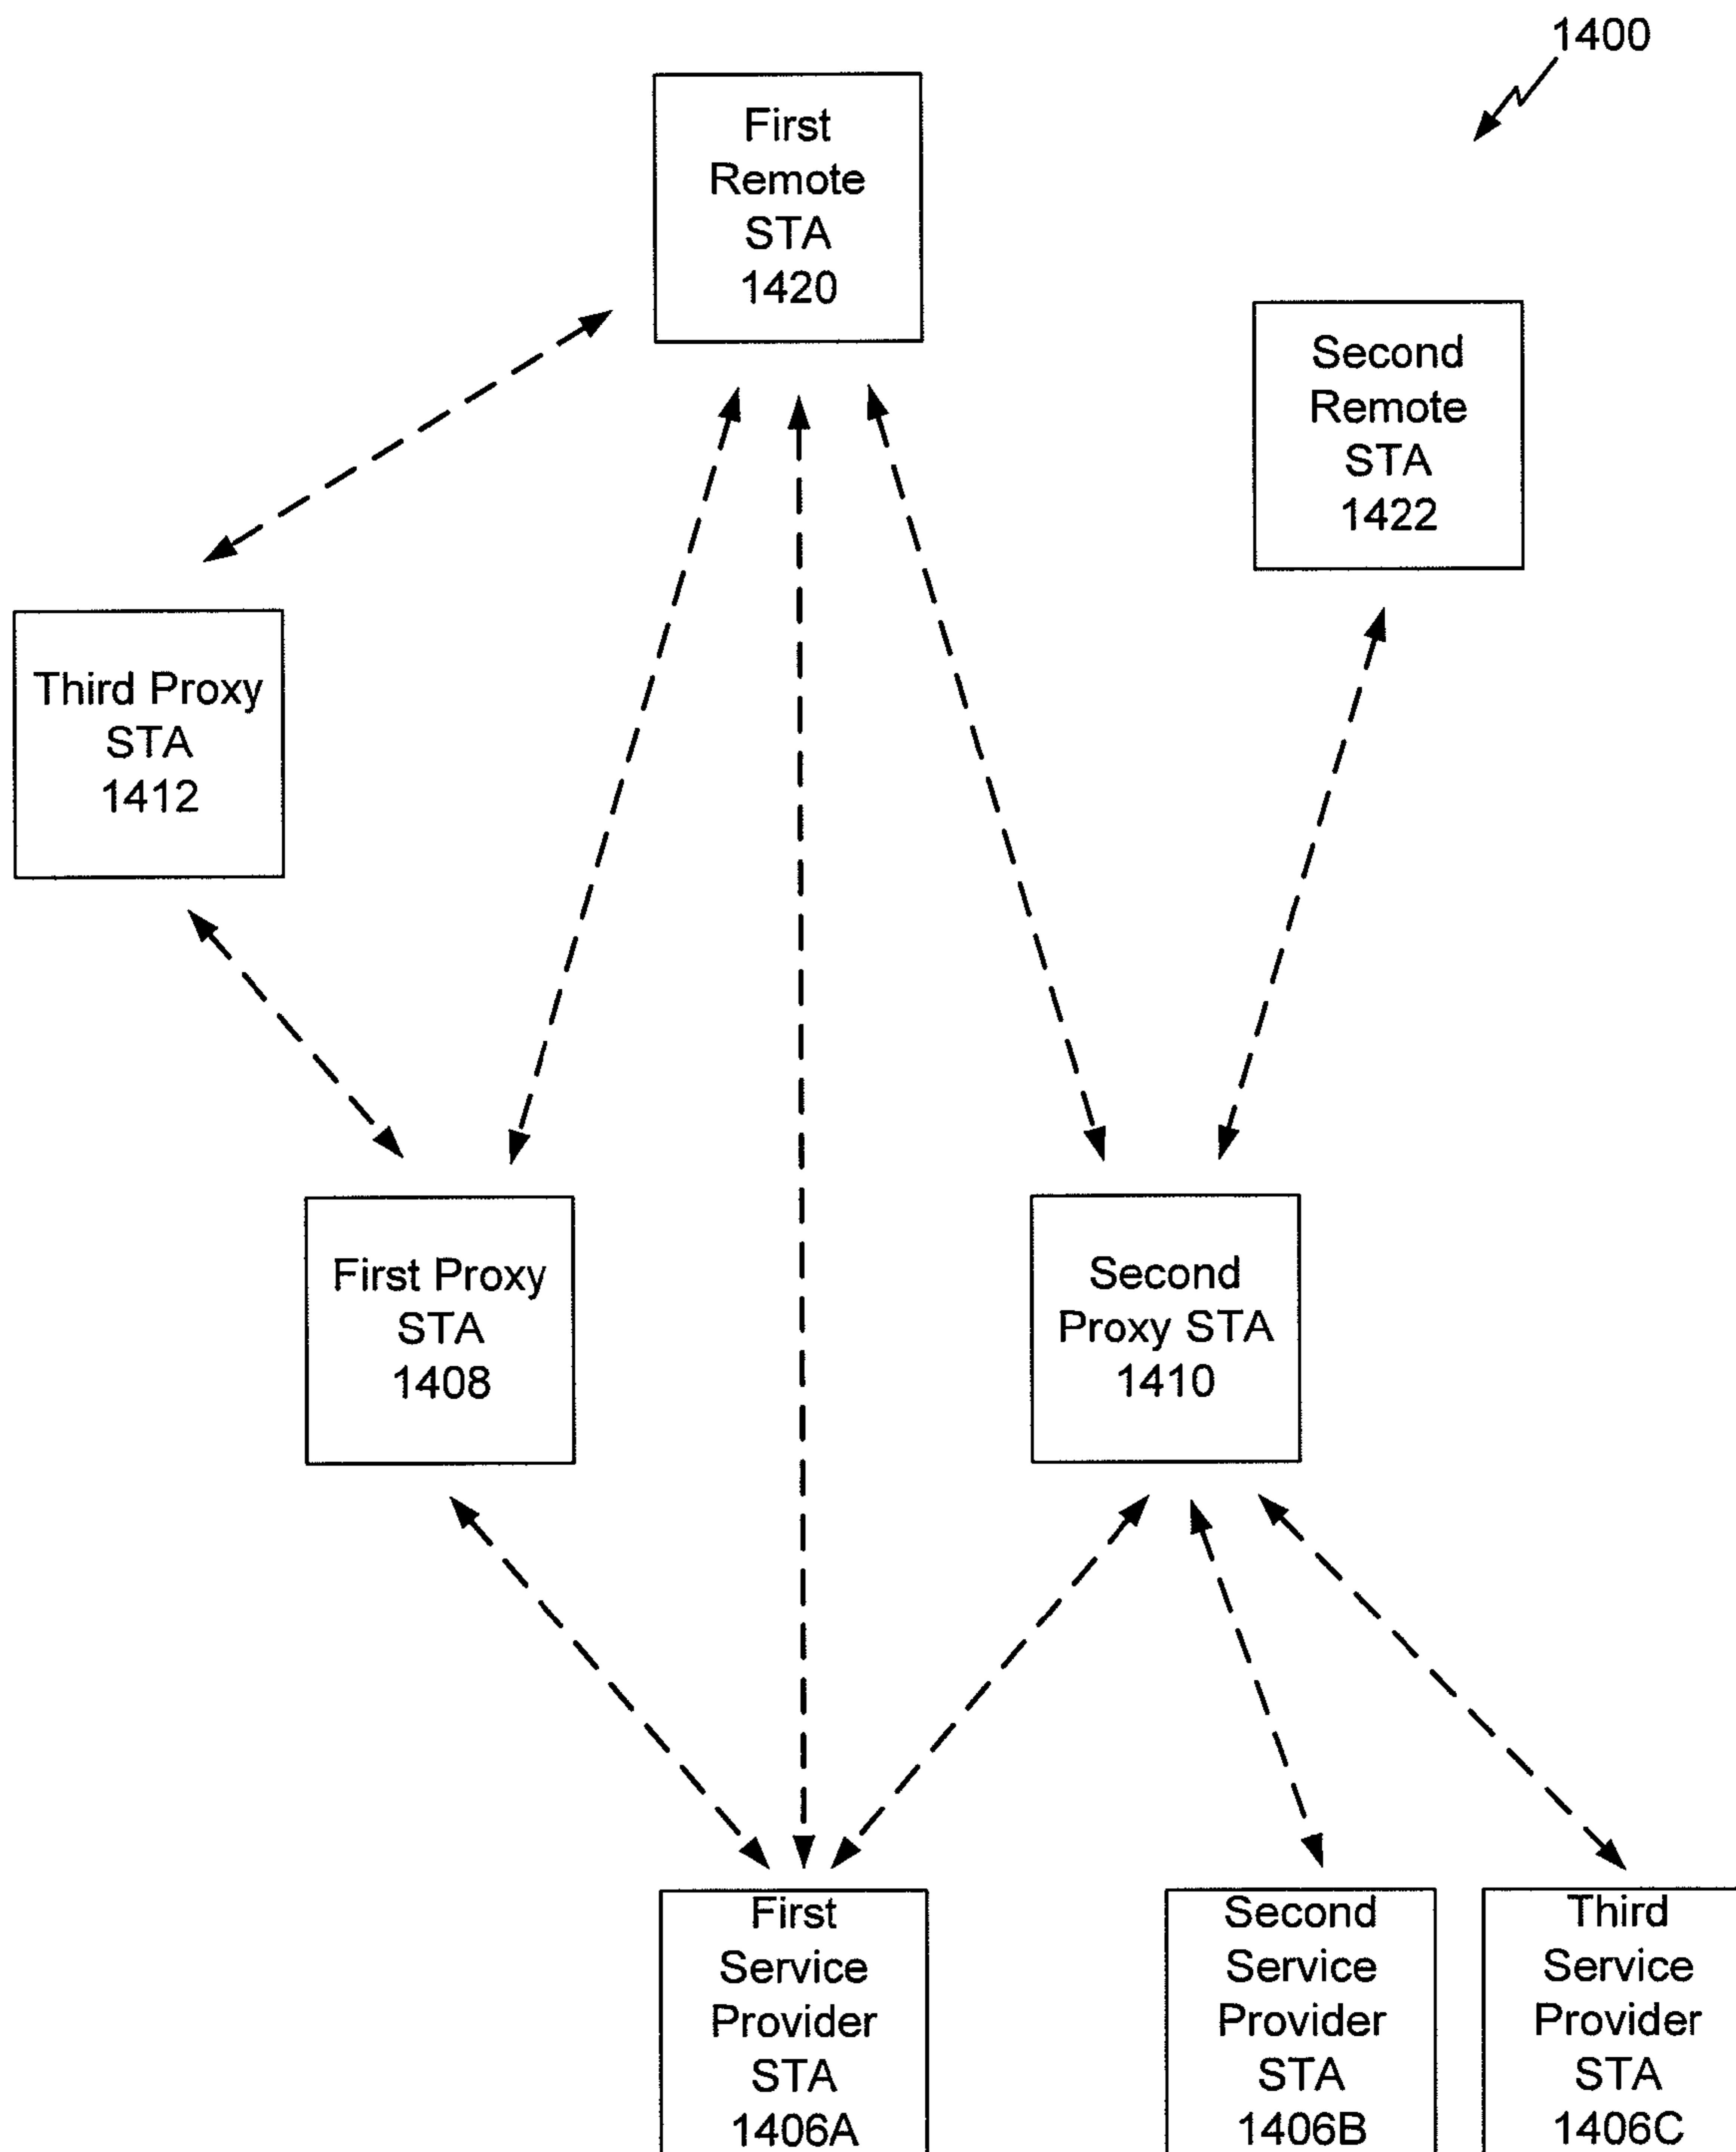 1400
First
Remote
STA
1420
Second
Remote
STA
1422
Third Proxy
STA
1412
First Proxy
STA
1408
Second
Proxy STA
1410
First
Service
Provider
STA
1406A
Second
Service
Provider
STA
1406B
Third
Service
Provider
STA
1406C